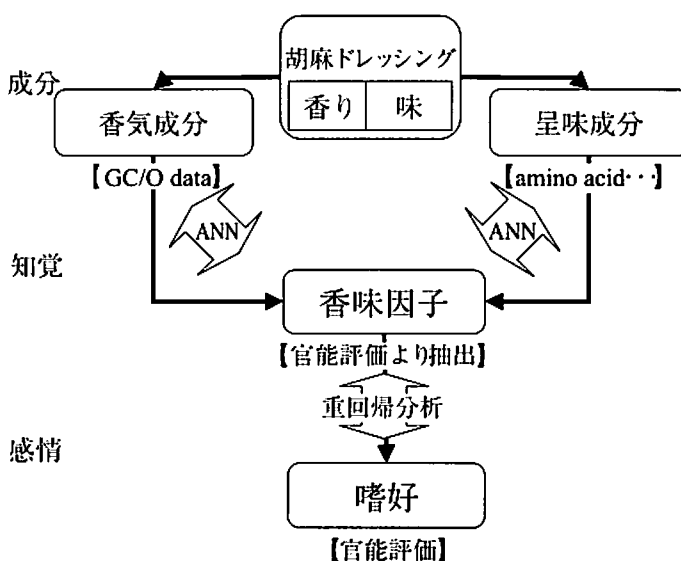 胡麻ドレッシング
成分
香り 味
香気成分
呈味成分
【GC/O data】
【amino acid･･･】
ANN
ANN
知覚
香味因子
【官能評価より抽出】
重回帰分析
感情
嗜好
【官能評価】